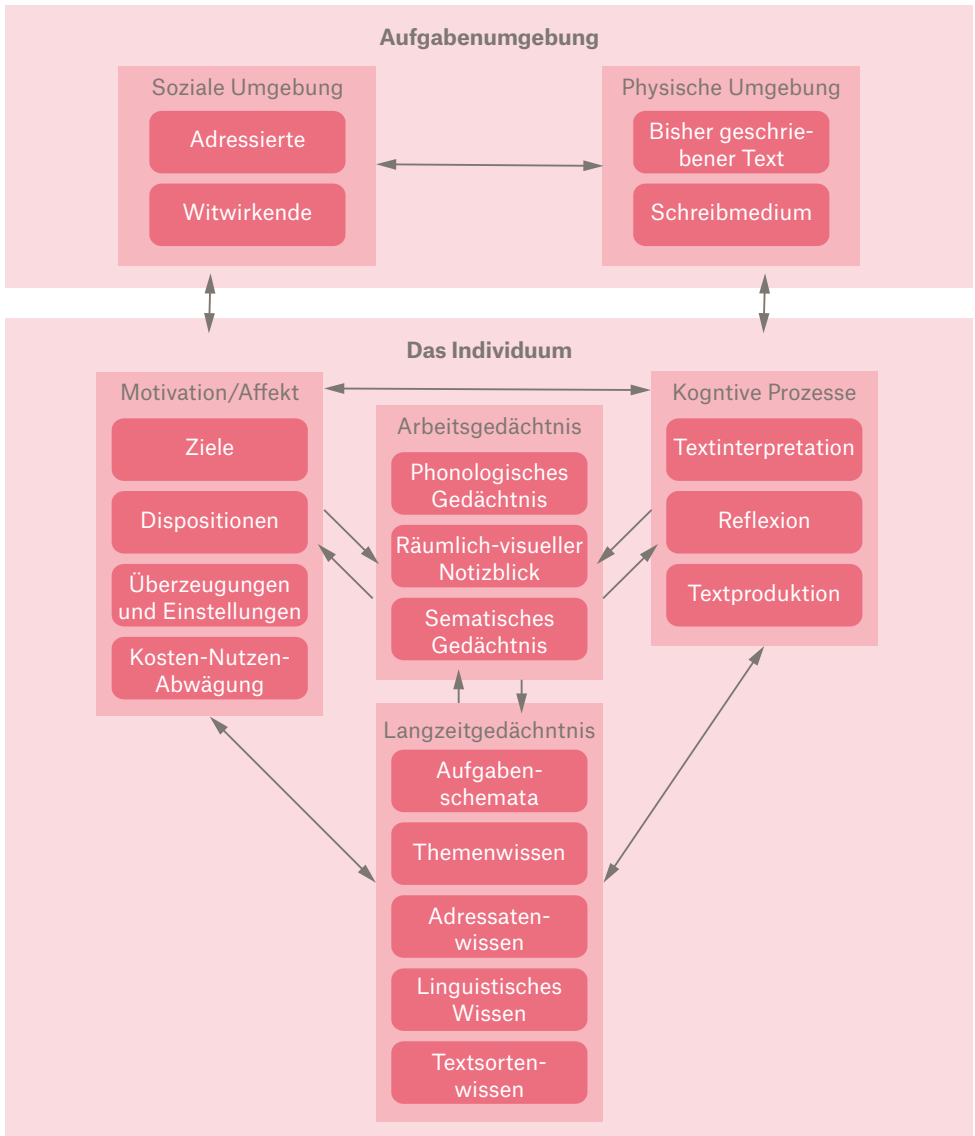 Aufgabenumgebung
Soziale Umgebung
Adressierte
Witwirkende
Physische Umgebung
Bisher geschrie-
bener Text
Schreibmedium
Das Individuum
Motivation/Affekt
Ziele
Dispositionen
Überzeugungen
und Einstellungen
Kosten-Nutzen-
Abwägung
Arbeitsgedächtnis
Phonologisches
Gedächtnis
Räumlich-visueller
Notizblick
Sematisches
Gedächtnis
Kogntive Prozesse
Textinterpretation
Reflexion
Textproduktion
Langzeitgedächntnis
Aufgaben-
schemata
Themenwissen
Adressaten-
wissen
Linguistisches
Wissen
Textsorten-
wissen